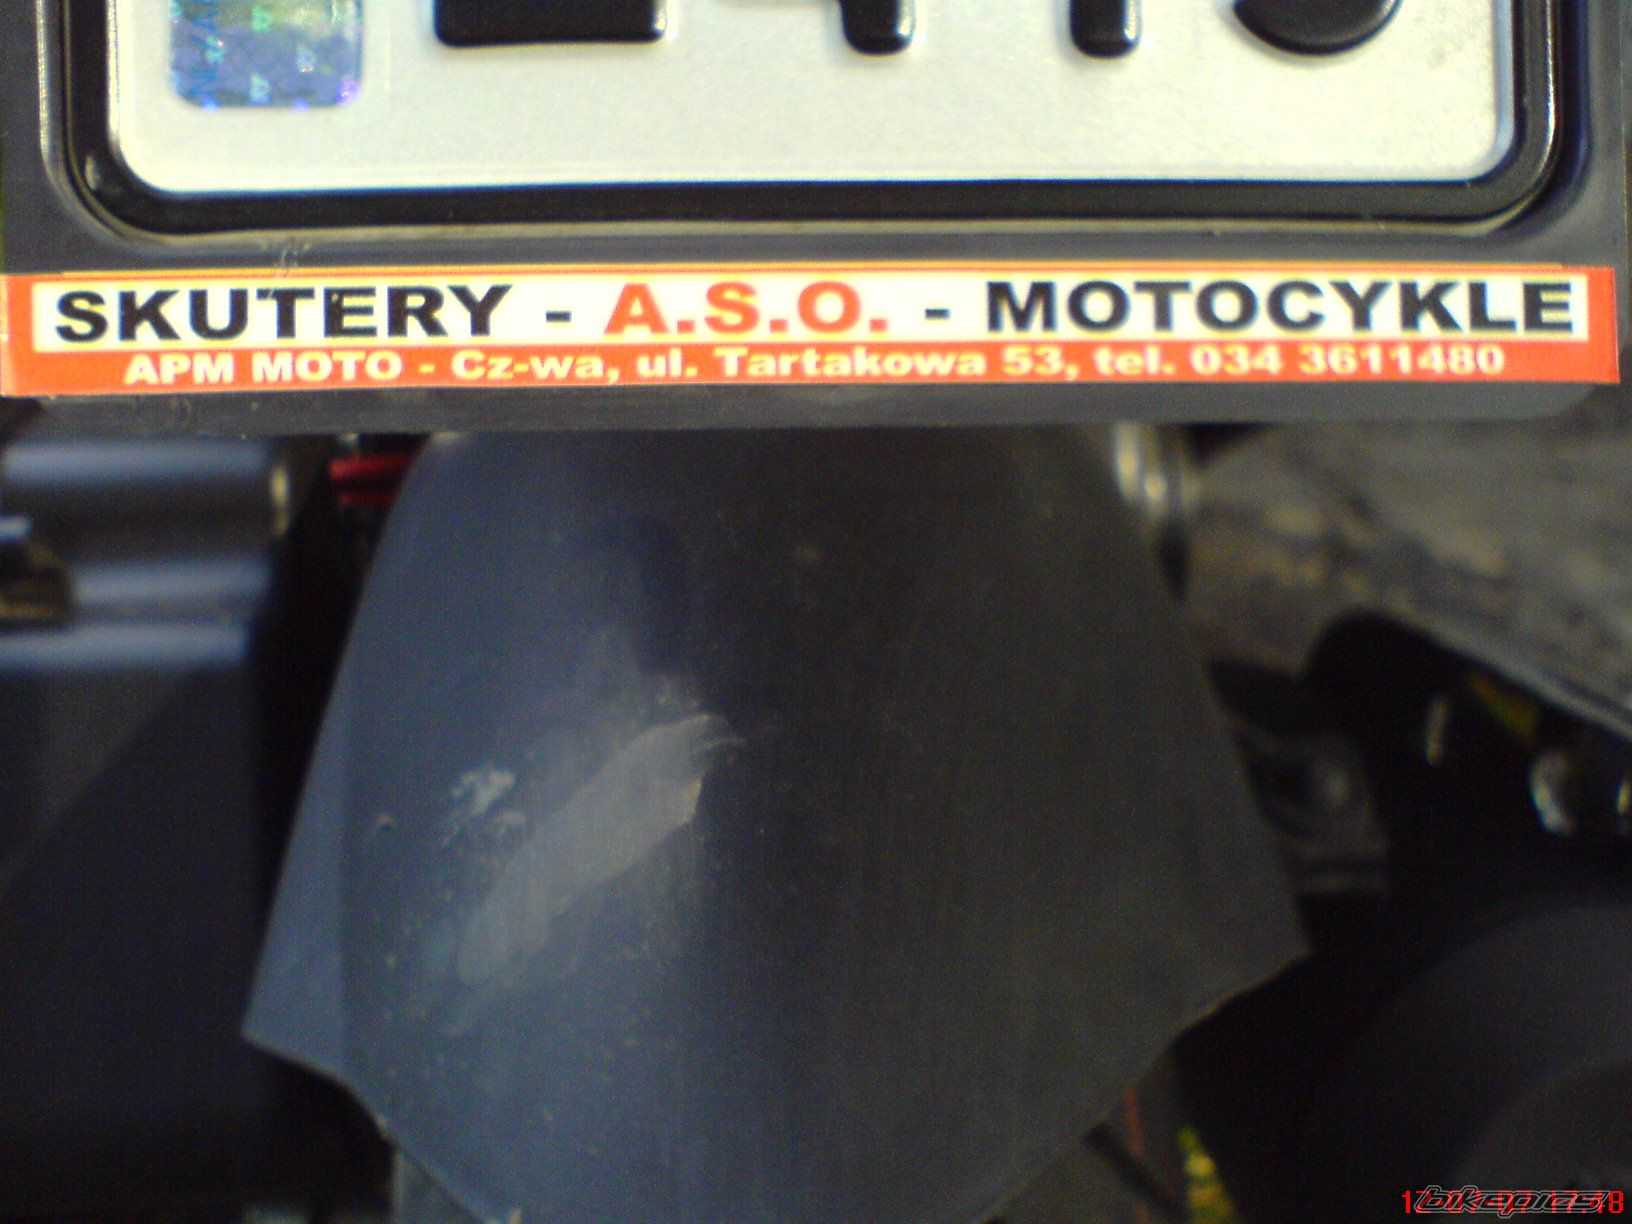 SKUTERY - A.S.O. - MOTOCYKLE
APM MOTO - Cz-wa, ul. Tartakowa 53, tel. 034 3611480